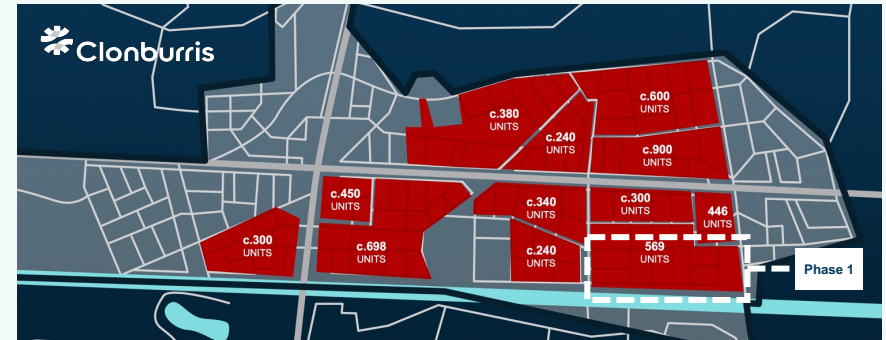 Clonburris
c.380
UNITS
c.600
UNITS
c.240
UNITS
c.900
UNITS
c.450
UNITS
c.340
UNITS
c.300
UNITS
446
UNITS
c.300
UNITS
c.698
UNITS
c.240
UNITS
569
UNITS
Phase 1